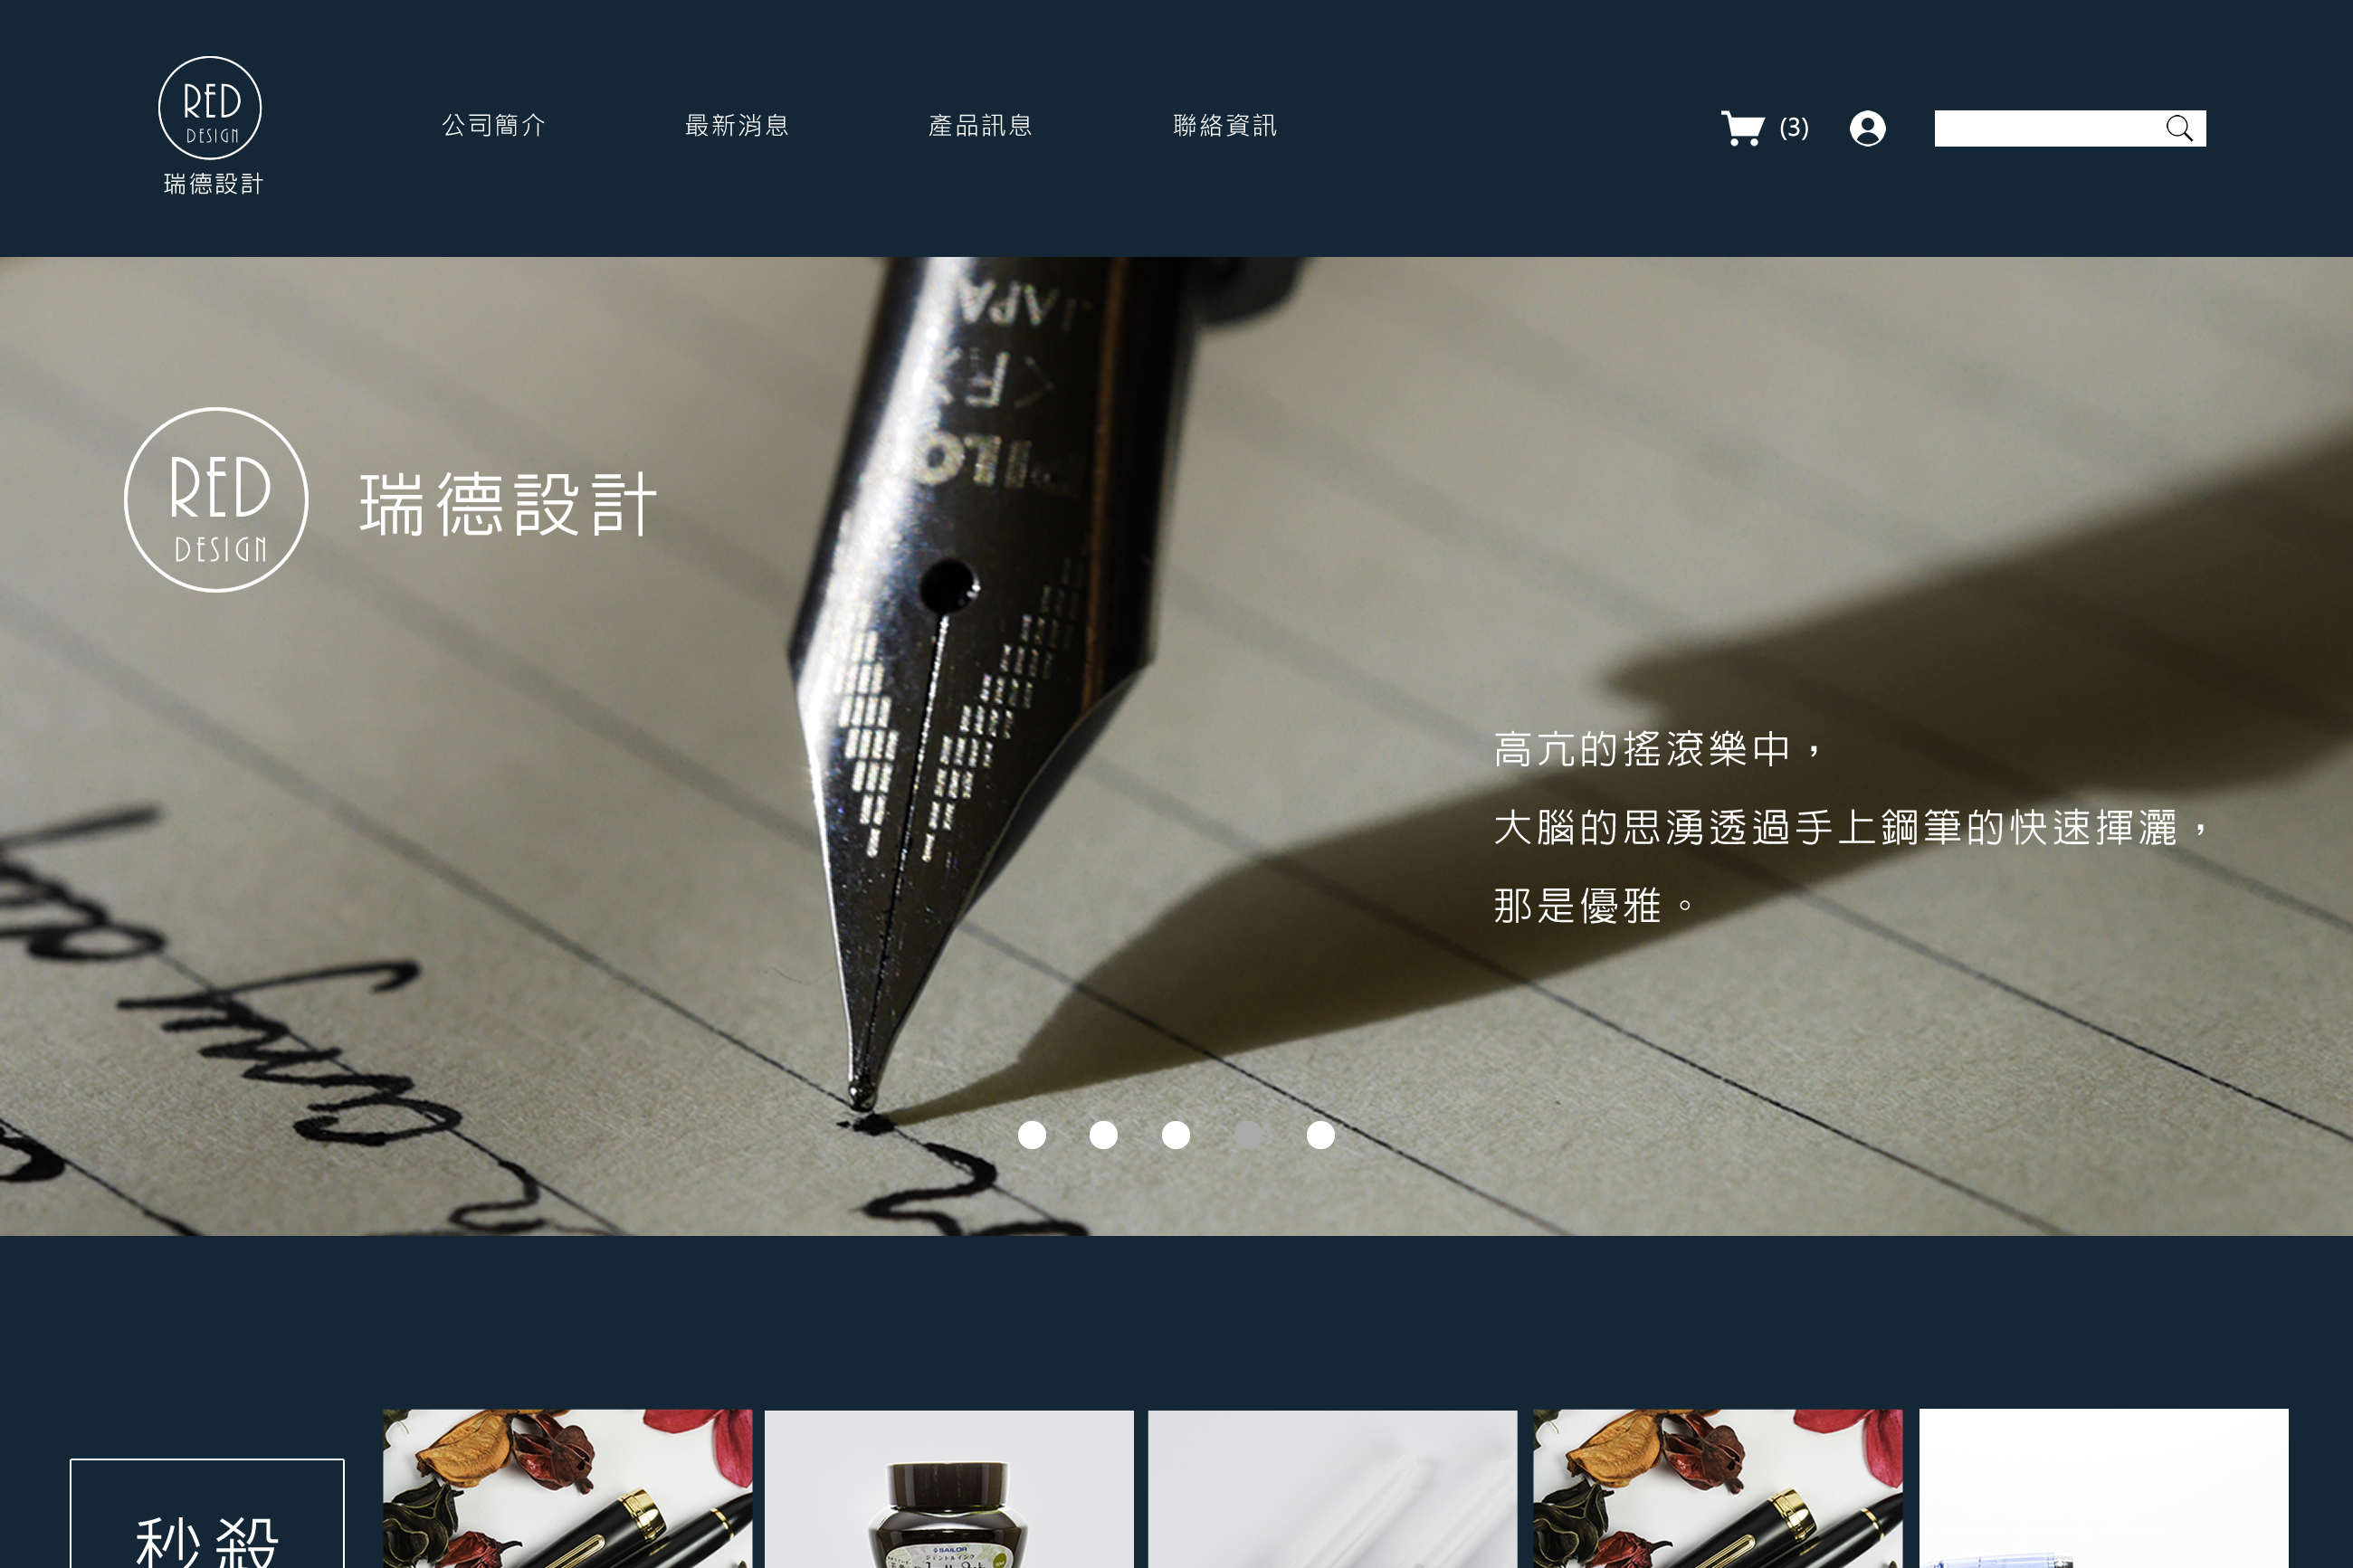 RED
DESIGN
瑞德設計
公司簡介
最新消息
產品訊息
聯絡資訊
(3)
JAPA
<F>
PILO
RED
DESIGN
瑞德設計
高亢的搖滾樂中，
大腦的思湧透過手上鋼筆的快速揮灑，
那是優雅。
秒殺
SAILOR